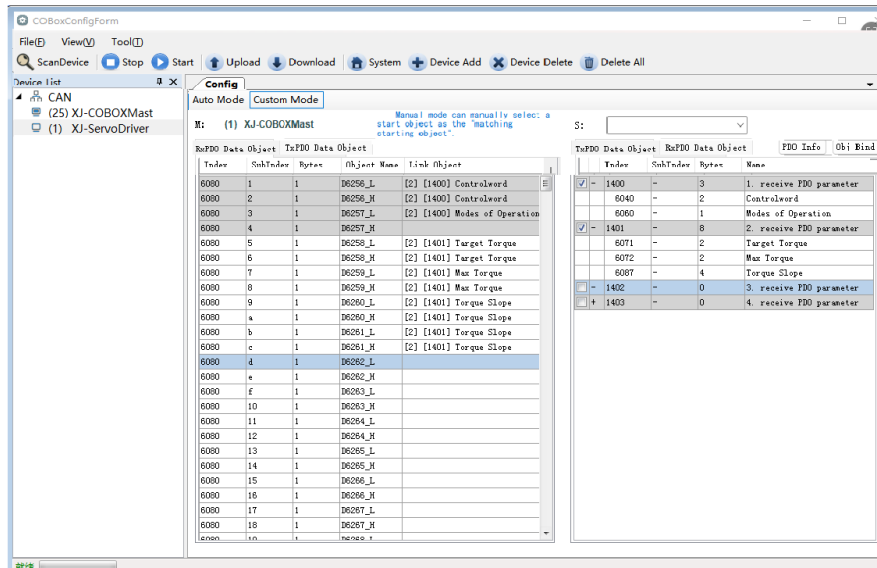 COBoxConfigForm
File(F) View(V) Tool(T)
ScanDevice Stop Start Upload Download System Device Add Device Delete Delete All
Device List
Config
CAN
(25) XJ-COBOXMast
(1) XJ-ServoDriver
Auto Mode Custom Mode
M: (1) XJ-COBOXMast
Manual mode can manually select a
start object as the "matching
starting object".
S:
RxPDO Data Object TxPDO Data Object
Index SubIndex Bytes Object Name Link Object
6080 1 1 D6256_L [2] [1400] Controlword
6080 2 1 D6256_H [2] [1400] Controlword
6080 3 1 D6257_L [2] [1400] Modes of Operation
6080 4 1 D6257_H
6080 5 1 D6258_L [2] [1401] Target Torque
6080 6 1 D6258_H [2] [1401] Target Torque
6080 7 1 D6259_L [2] [1401] Max Torque
6080 8 1 D6259_H [2] [1401] Max Torque
6080 9 1 D6260_L [2] [1401] Torque Slope
6080 a 1 D6260_H [2] [1401] Torque Slope
6080 b 1 D6261_L [2] [1401] Torque Slope
6080 c 1 D6261_H [2] [1401] Torque Slope
6080 d 1 D6262_L
6080 e 1 D6262_H
6080 f 1 D6263_L
6080 10 1 D6263_H
6080 11 1 D6264_L
6080 12 1 D6264_H
6080 13 1 D6265_L
6080 14 1 D6265_H
6080 15 1 D6266_L
6080 16 1 D6266_H
6080 17 1 D6267_L
6080 18 1 D6267_H
6080 19 1 D6268_L
TxPDO Data Object RxPDO Data Object PDO Info Obj Bind
Index SubIndex Bytes Name
- 1400 - 3 1. receive PDO parameter
6040 - 2 Controlword
6060 - 1 Modes of Operation
- 1401 - 8 2. receive PDO parameter
6071 - 2 Target Torque
6072 - 2 Max Torque
6087 - 4 Torque Slope
- 1402 - 0 3. receive PDO parameter
+ 1403 - 0 4. receive PDO parameter
就绪